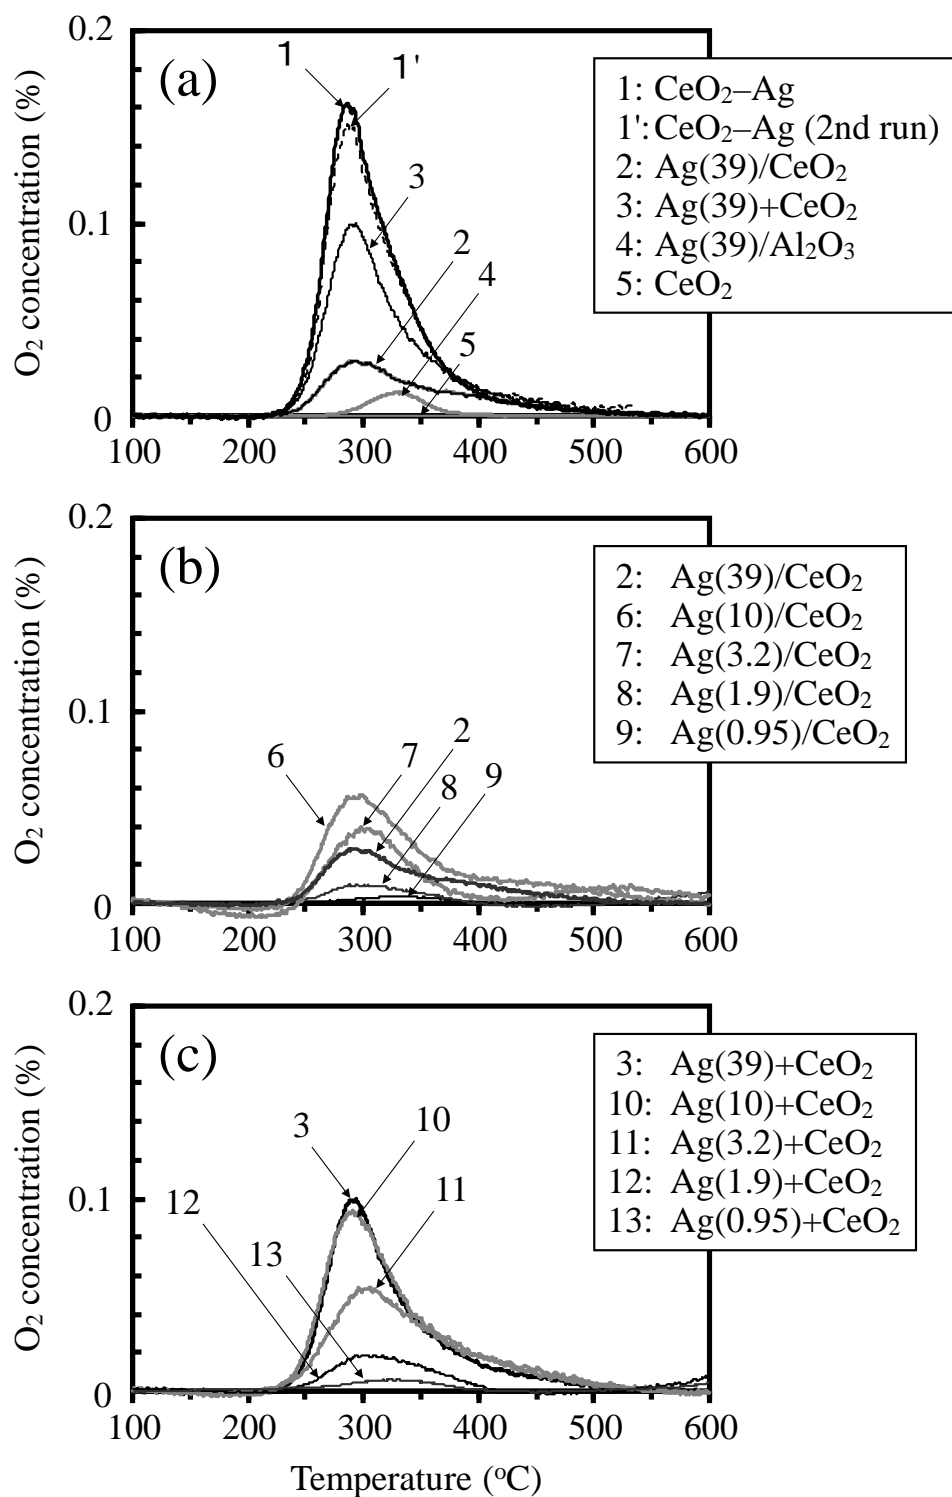 0.2
(a)
1
1'
3
2
4
5
0.1
0
O₂ concentration (%)
100 200 300 400 500 600
1: CeO₂–Ag
1':CeO₂–Ag (2nd run)
2: Ag(39)/CeO₂
3: Ag(39)+CeO₂
4: Ag(39)/Al₂O₃
5: CeO₂
0.2
(b)
0.1
6
7
2
8
9
0
O₂ concentration (%)
100 200 300 400 500 600
2: Ag(39)/CeO₂
6: Ag(10)/CeO₂
7: Ag(3.2)/CeO₂
8: Ag(1.9)/CeO₂
9: Ag(0.95)/CeO₂
0.2
(c)
3
10
0.1
12
11
13
0
O₂ concentration (%)
100 200 300 400 500 600
3: Ag(39)+CeO₂
10: Ag(10)+CeO₂
11: Ag(3.2)+CeO₂
12: Ag(1.9)+CeO₂
13: Ag(0.95)+CeO₂
Temperature (°C)